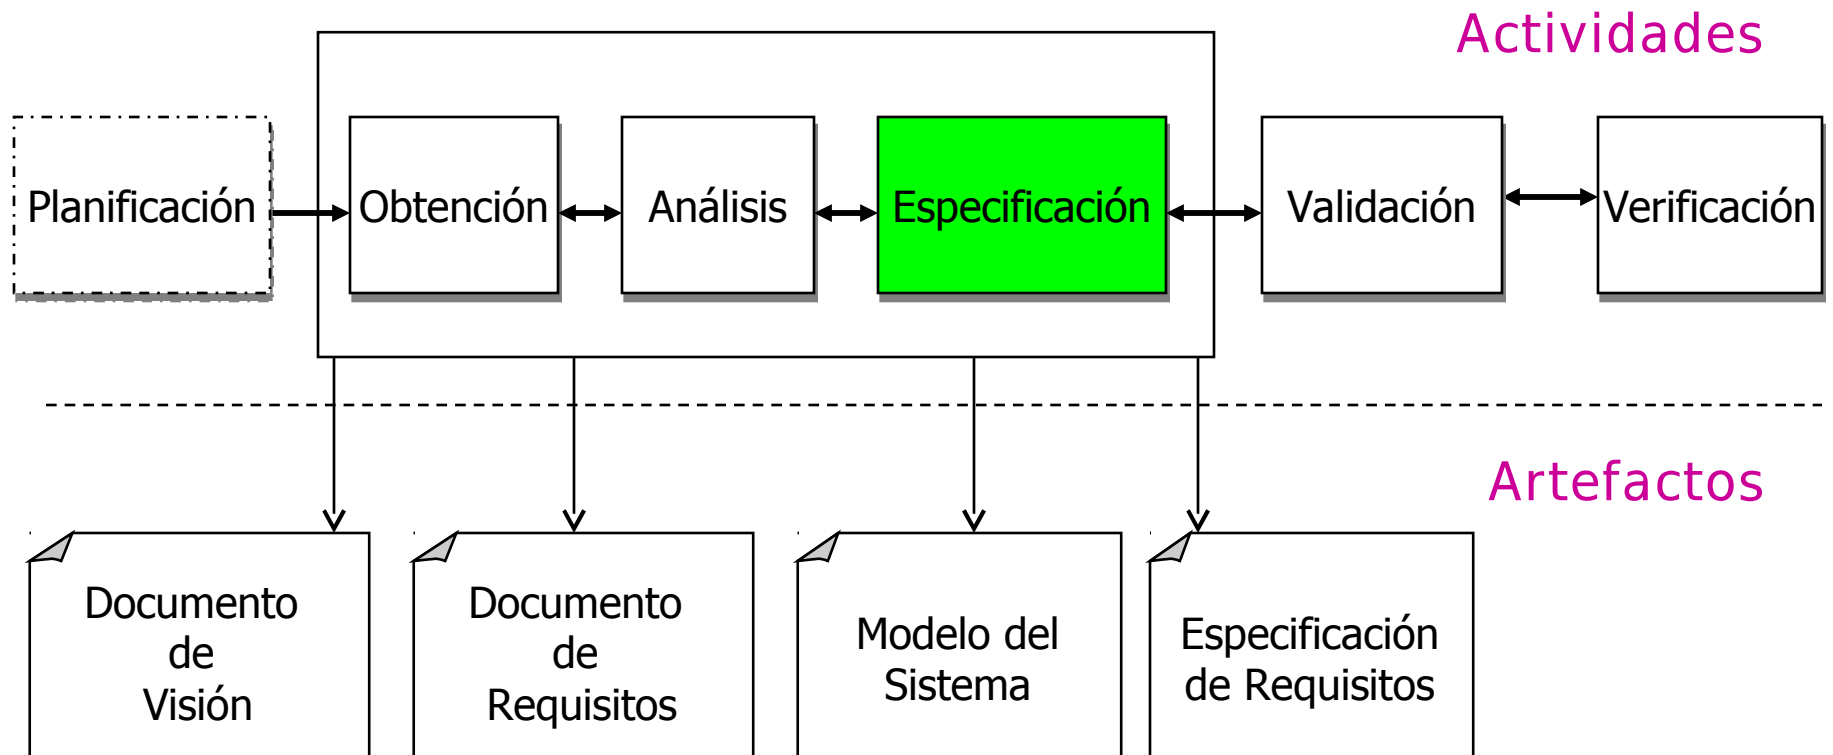 Actividades
Planificación
Obtención
Análisis
Especificación
Validación
Verificación
Artefactos
Documento
de
Visión
Documento
de
Requisitos
Modelo del
Sistema
Especificación
de Requisitos